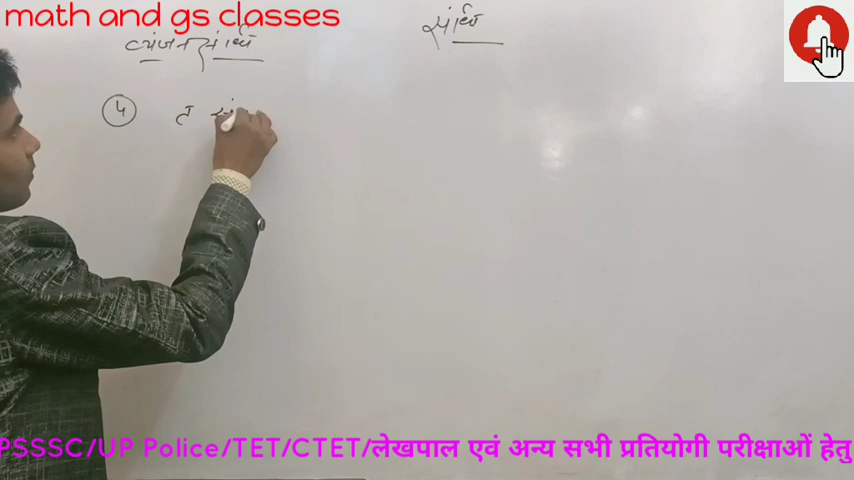 math and gs classes
संधि
व्यंजन संधि
4 त्
PSSSC/UP Police/TET/CTET/लेखपाल एवं अन्य सभी प्रतियोगी परीक्षाओं हेतु